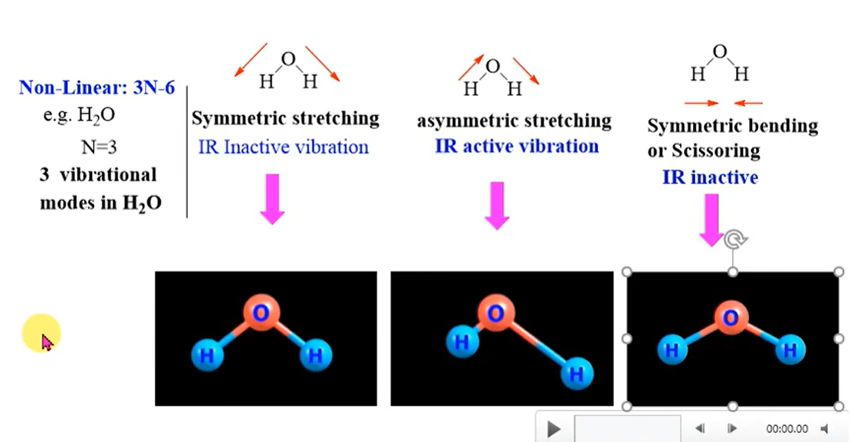 Non-Linear: 3N-6
e.g. H₂O
N=3
3 vibrational
modes in H₂O
O
H H
Symmetric stretching
IR Inactive vibration
O
H H
asymmetric stretching
IR active vibration
O
H H
Symmetric bending
or Scissoring
IR inactive
O
H H
O
H
H
O
H H
00:00.00